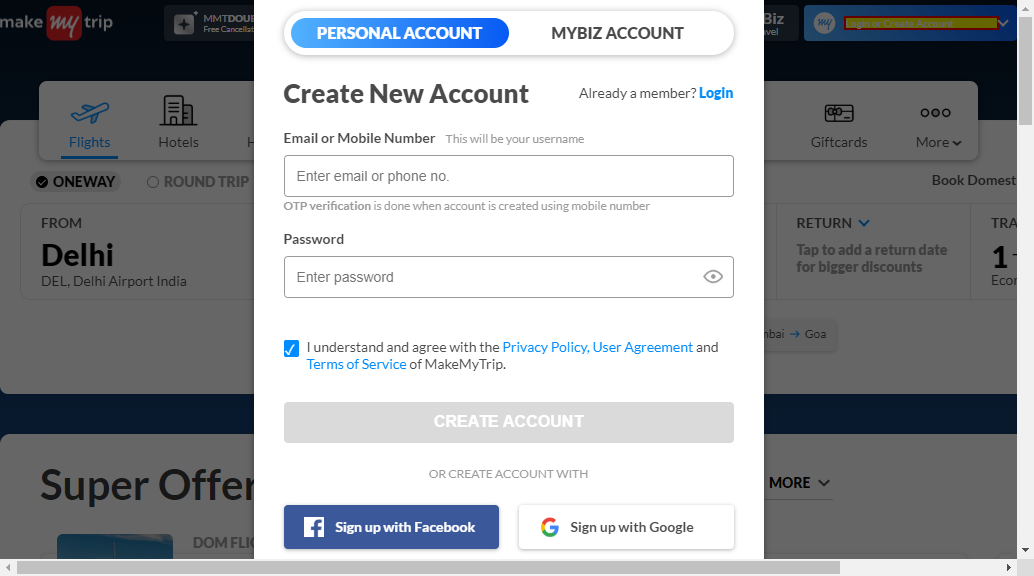 make my trip
MMTDOU
Free Cancellat
Biz
vel
my
Login or Create Account
PERSONAL ACCOUNT
MYBIZ ACCOUNT
Create New Account
Already a member? Login
Email or Mobile Number This will be your username
Enter email or phone no.
OTP verification is done when account is created using mobile number
Password
Enter password
I understand and agree with the Privacy Policy, User Agreement and
Terms of Service of MakeMyTrip.
CREATE ACCOUNT
OR CREATE ACCOUNT WITH
Sign up with Facebook
Sign up with Google
Flights
Hotels
H
Giftcards
More
ONEWAY
ROUND TRIP
Book Domest
FROM
Delhi
DEL, Delhi Airport India
RETURN
Tap to add a return date
for bigger discounts
TRA
1
Econ
mbai → Goa
Super Offer
MORE
DOM FLIG